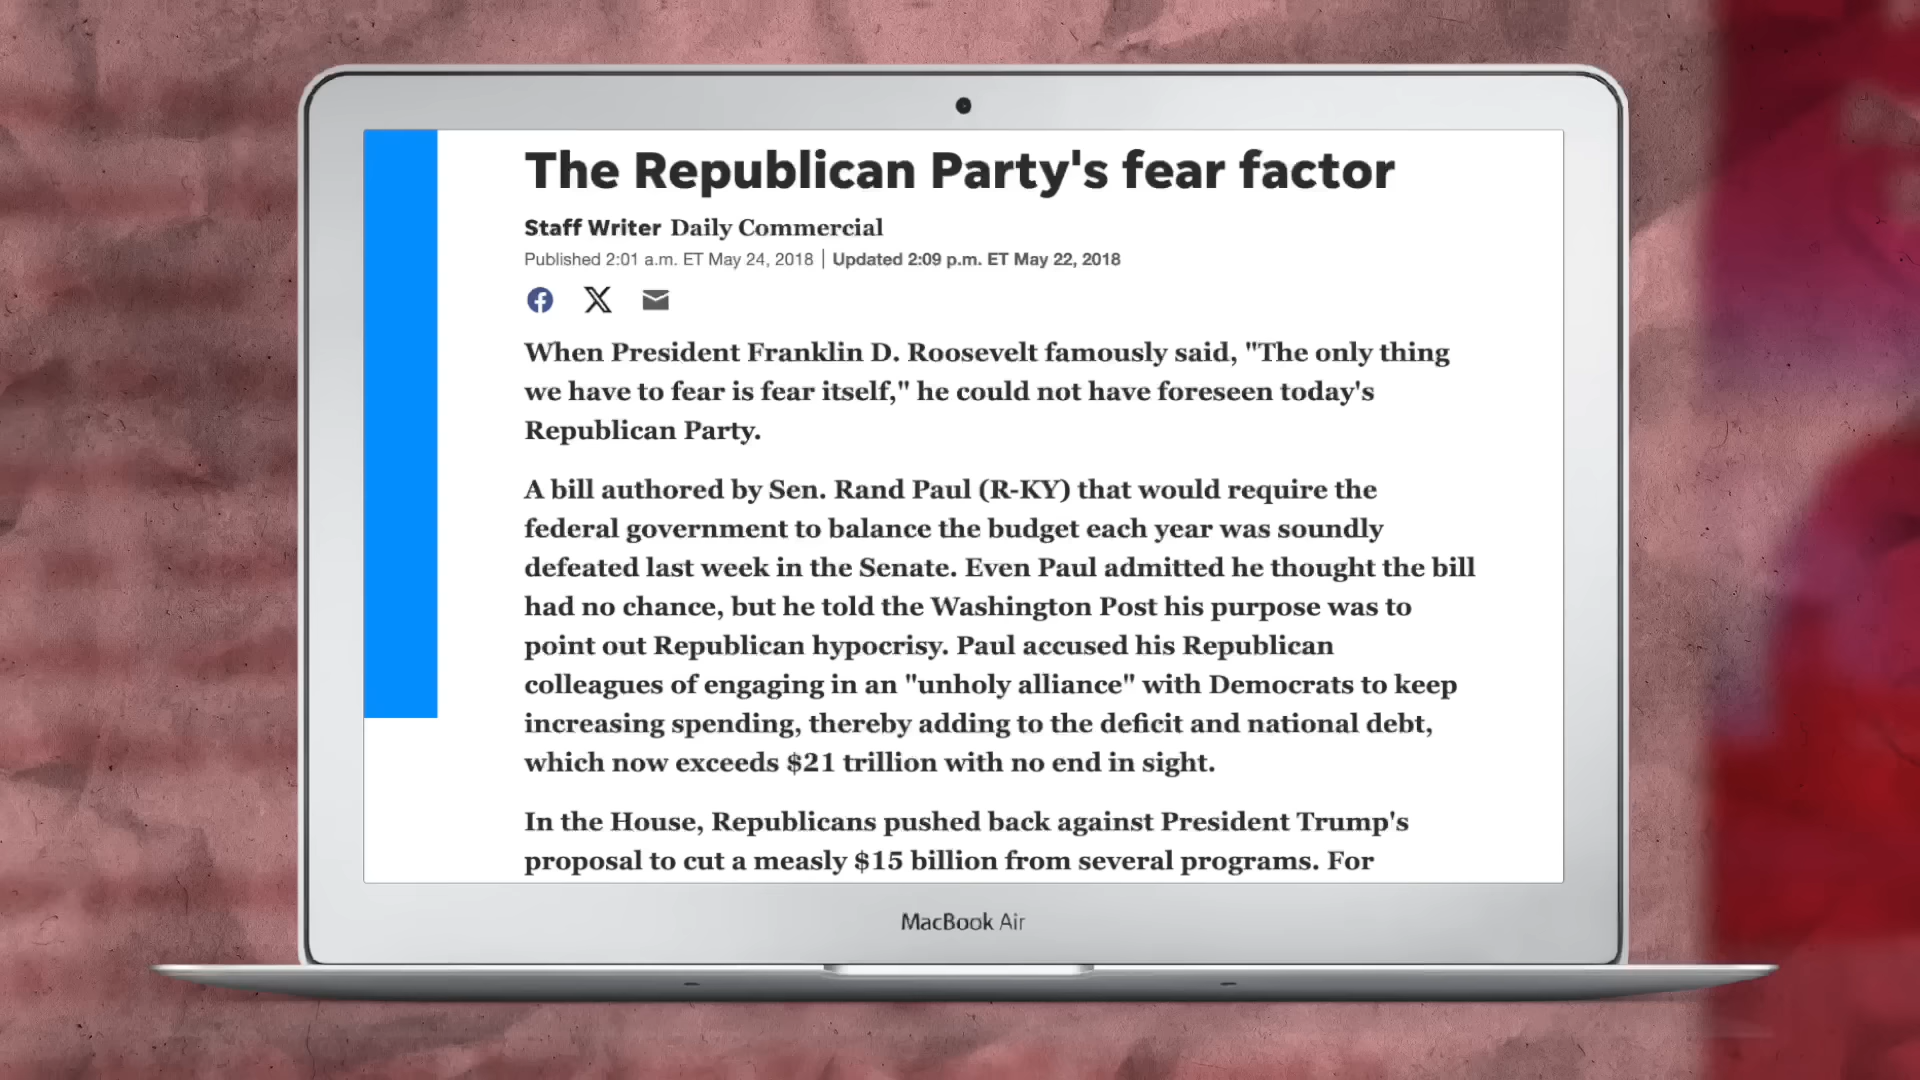 The Republican Party's fear factor
Staff Writer Daily Commercial
Published 2:01 a.m. ET May 24, 2018 | Updated 2:09 p.m. ET May 22, 2018
When President Franklin D. Roosevelt famously said, "The only thing
we have to fear is fear itself," he could not have foreseen today's
Republican Party.
A bill authored by Sen. Rand Paul (R-KY) that would require the
federal government to balance the budget each year was soundly
defeated last week in the Senate. Even Paul admitted he thought the bill
had no chance, but he told the Washington Post his purpose was to
point out Republican hypocrisy. Paul accused his Republican
colleagues of engaging in an "unholy alliance" with Democrats to keep
increasing spending, thereby adding to the deficit and national debt,
which now exceeds $21 trillion with no end in sight.
In the House, Republicans pushed back against President Trump's
proposal to cut a measly $15 billion from several programs. For
MacBook Air